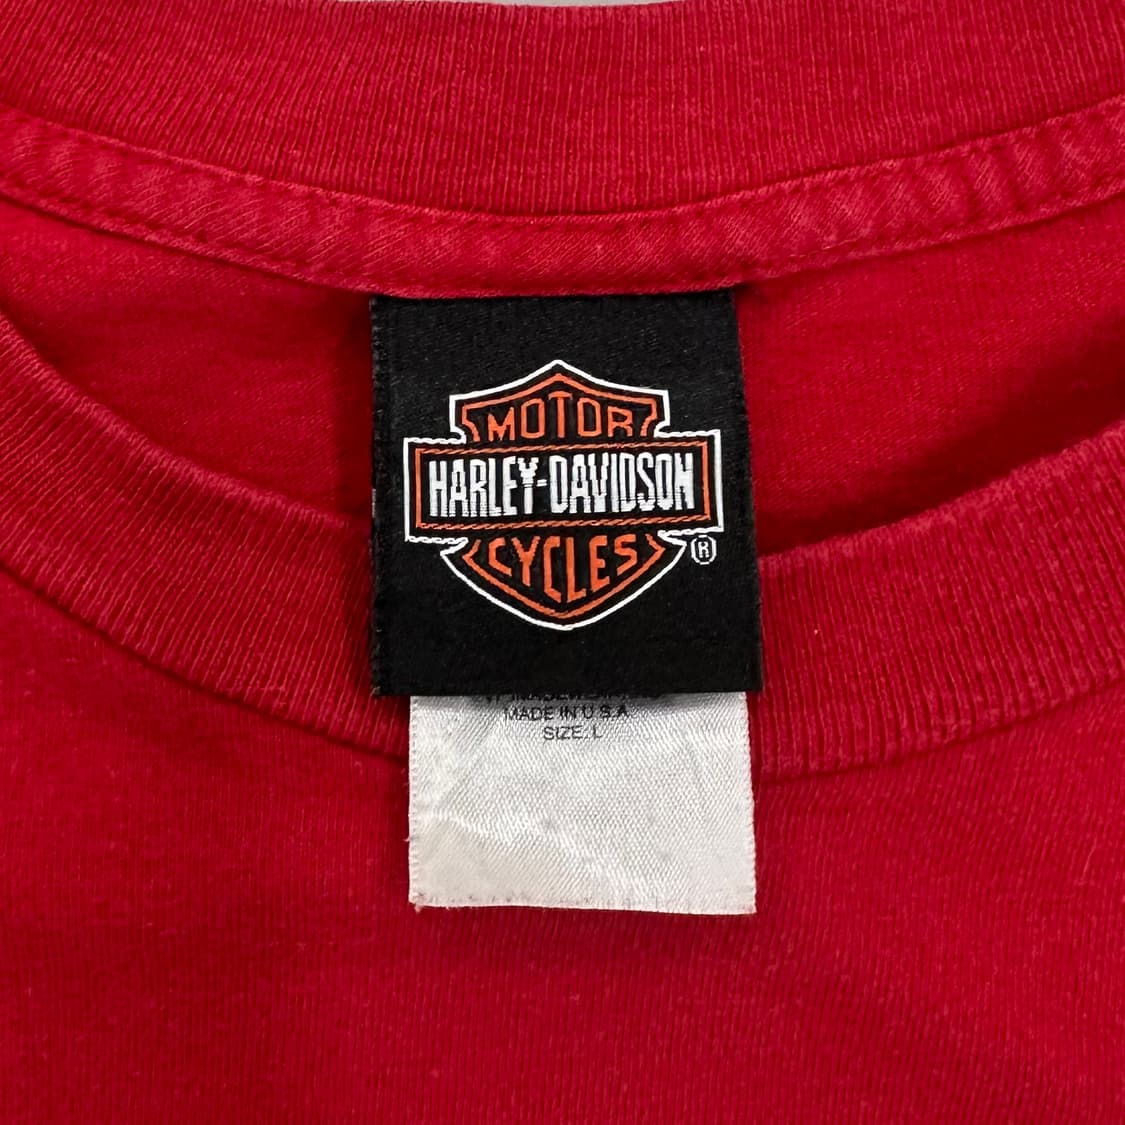 MOTOR
HARLEY-DAVIDSON
CYCLES
®
MADE IN U.S.A
SIZE: L